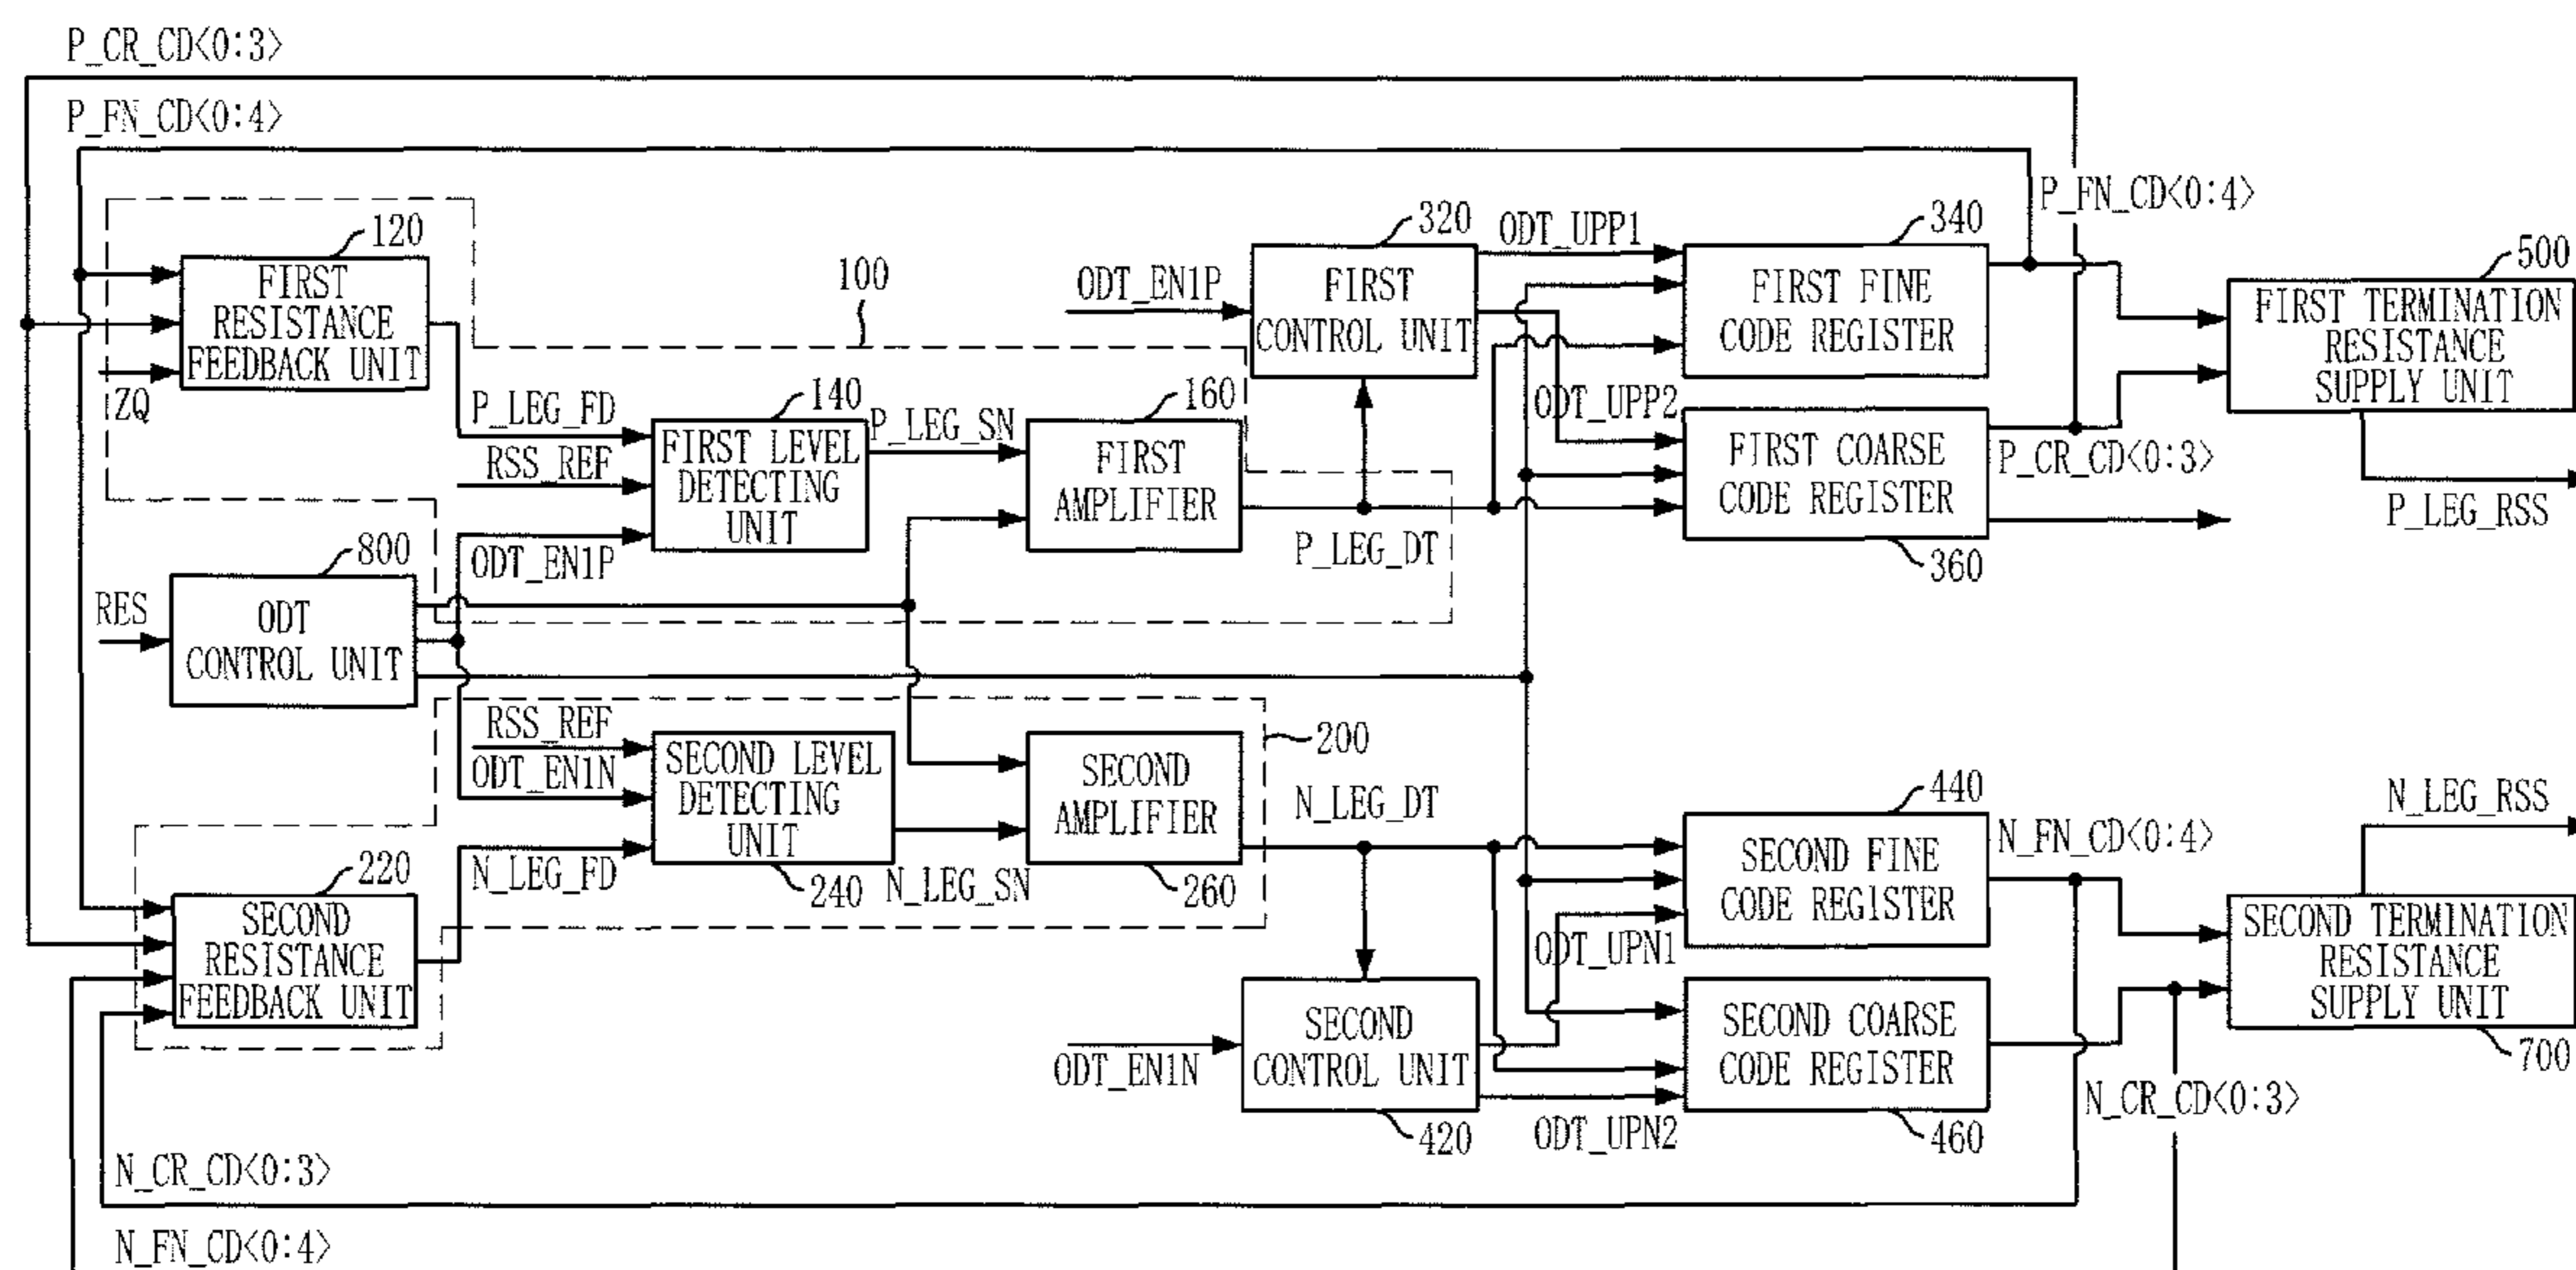 P_CR_CD<0:3>
P_FN_CD<0:4>
P_FN_CD<0:4>
120
FIRST
RESISTANCE
FEEDBACK UNIT
ZQ
100
320
ODT_EN1P
FIRST
CONTROL UNIT
ODT_UPP1
ODT_UPP2
340
FIRST FINE
CODE REGISTER
500
FIRST TERMINATION
RESISTANCE
SUPPLY UNIT
P_LEG_RSS
P_LEG_FD
RSS_REF
ODT_EN1P
140
FIRST LEVEL
DETECTING
UNIT
P_LEG_SN
160
FIRST
AMPLIFIER
P_LEG_DT
FIRST COARSE
CODE REGISTER
360
P_CR_CD<0:3>
RES
800
ODT
CONTROL UNIT
RSS_REF
ODT_EN1N
N_LEG_FD
SECOND LEVEL
DETECTING
UNIT
240
N_LEG_SN
SECOND
AMPLIFIER
260
200
N_LEG_DT
440
SECOND FINE
CODE REGISTER
N_FN_CD<0:4>
N_LEG_RSS
220
SECOND
RESISTANCE
FEEDBACK UNIT
ODT_EN1N
SECOND
CONTROL UNIT
420
ODT_UPN1
ODT_UPN2
SECOND COARSE
CODE REGISTER
460
SECOND TERMINATION
RESISTANCE
SUPPLY UNIT
700
N_CR_CD<0:3>
N_CR_CD<0:3>
N_FN_CD<0:4>